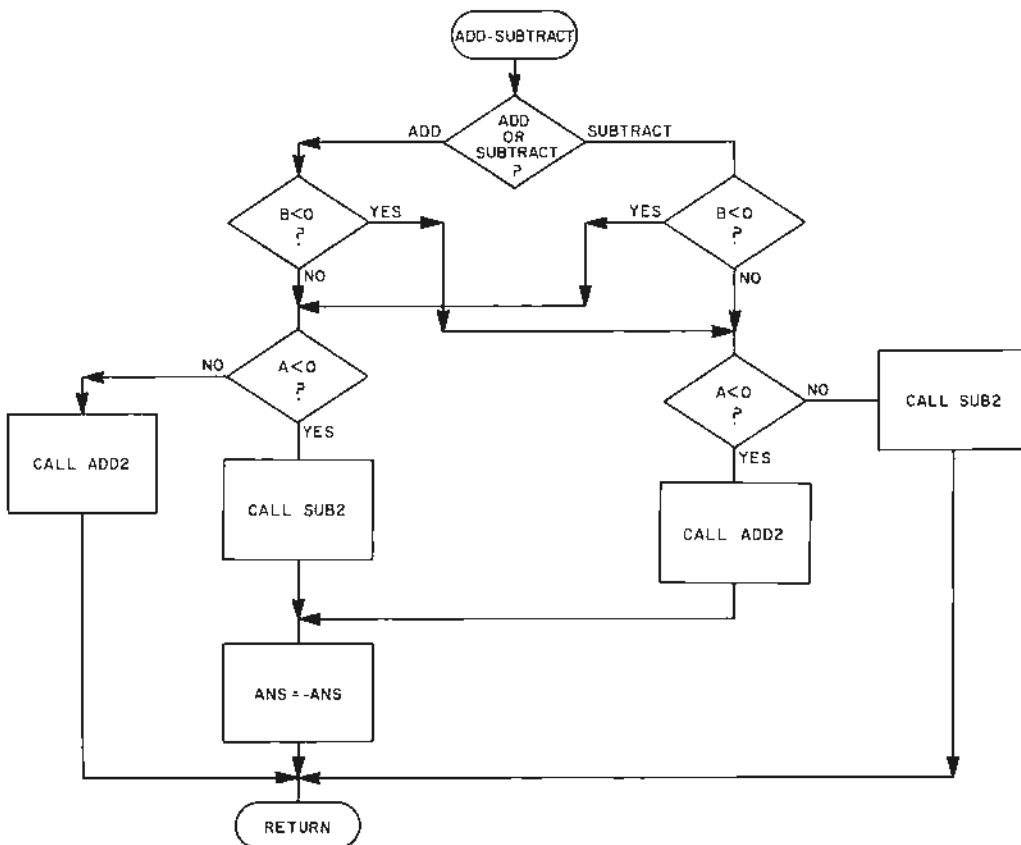 ADD-SUBTRACT
ADD
OR
SUBTRACT
?
ADD
SUBTRACT
B<0
?
YES
NO
YES
B<0
?
NO
A<0
?
NO
YES
A<0
?
NO
YES
CALL SUB2
CALL ADD2
CALL SUB2
CALL ADD2
ANS=-ANS
RETURN